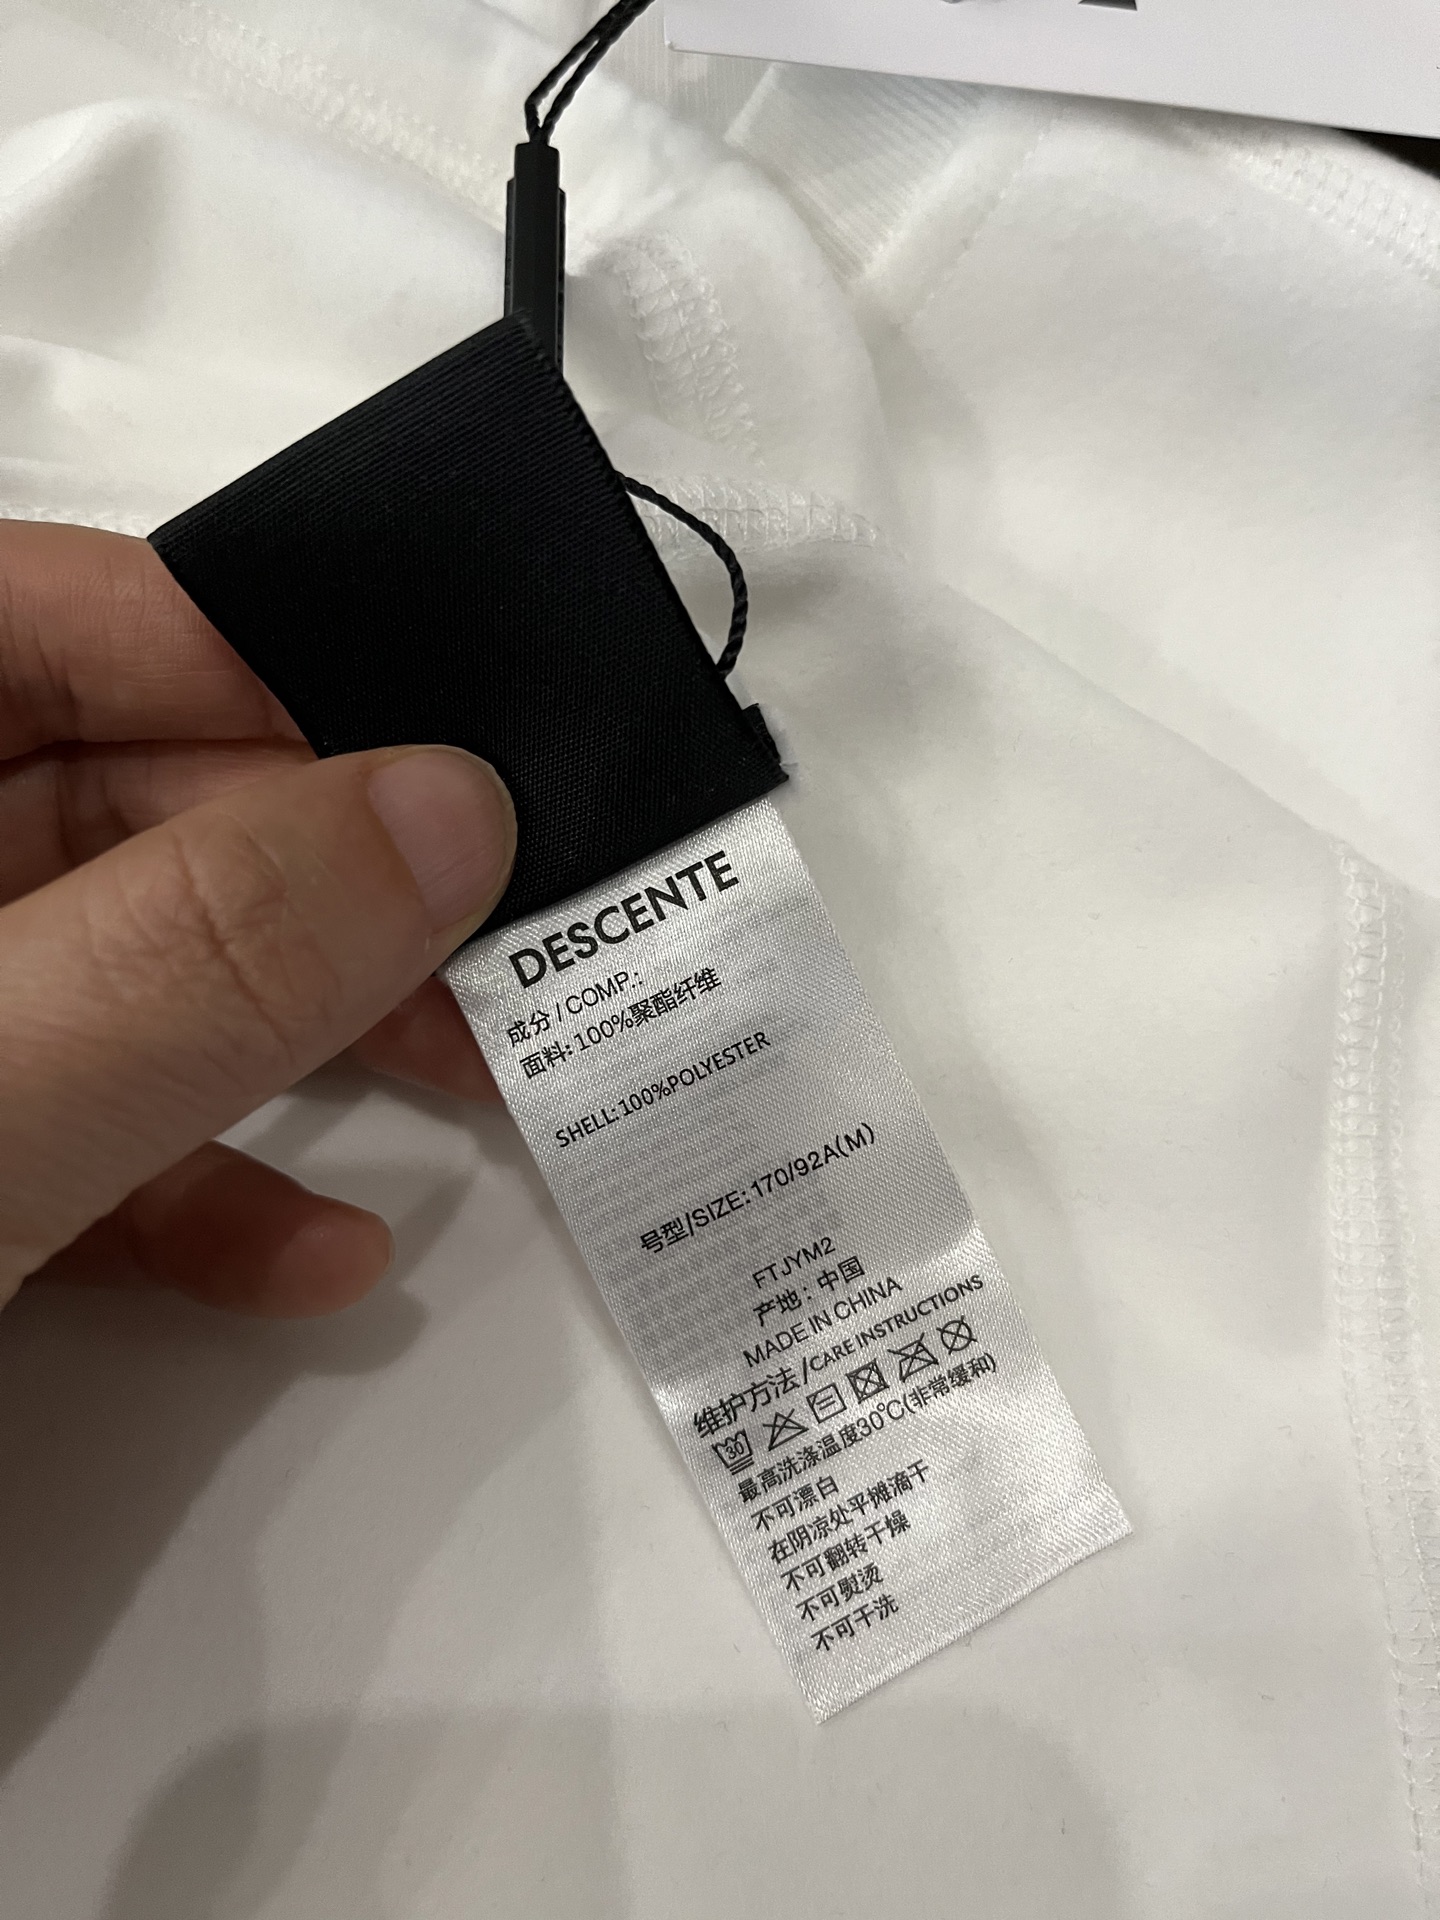 DESCENTE
成分/COMP.:
面料:100%聚酯纤维
SHELL:100%POLYESTER
号型/SIZE:170/92A(M)
FTJYM2
产地：中国
MADE IN CHINA
维护方法/CARE INSTRUCTIONS
30
最高洗涤温度30℃(非常缓和)
不可漂白
在阴凉处平摊滴干
不可翻转干燥
不可熨烫
不可干洗